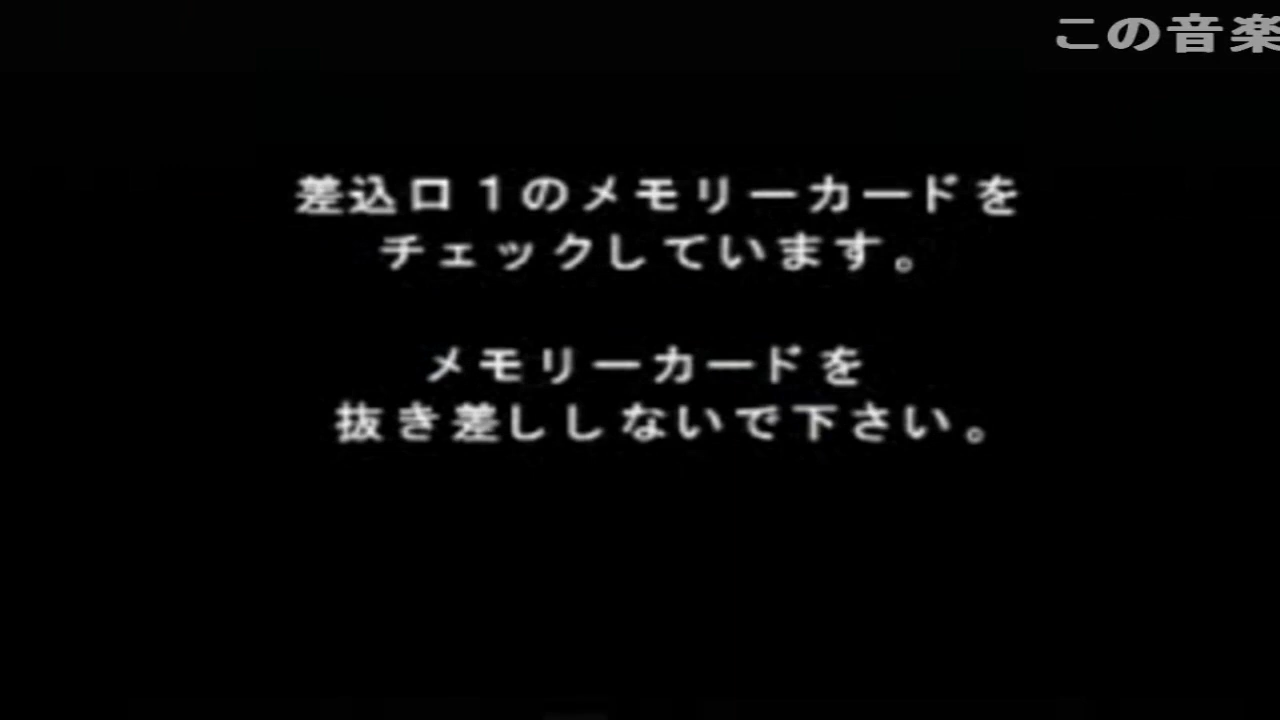 この音楽
差込口１のメモリーカードを
チェックしています。
メモリーカードを
抜き差ししないで下さい。